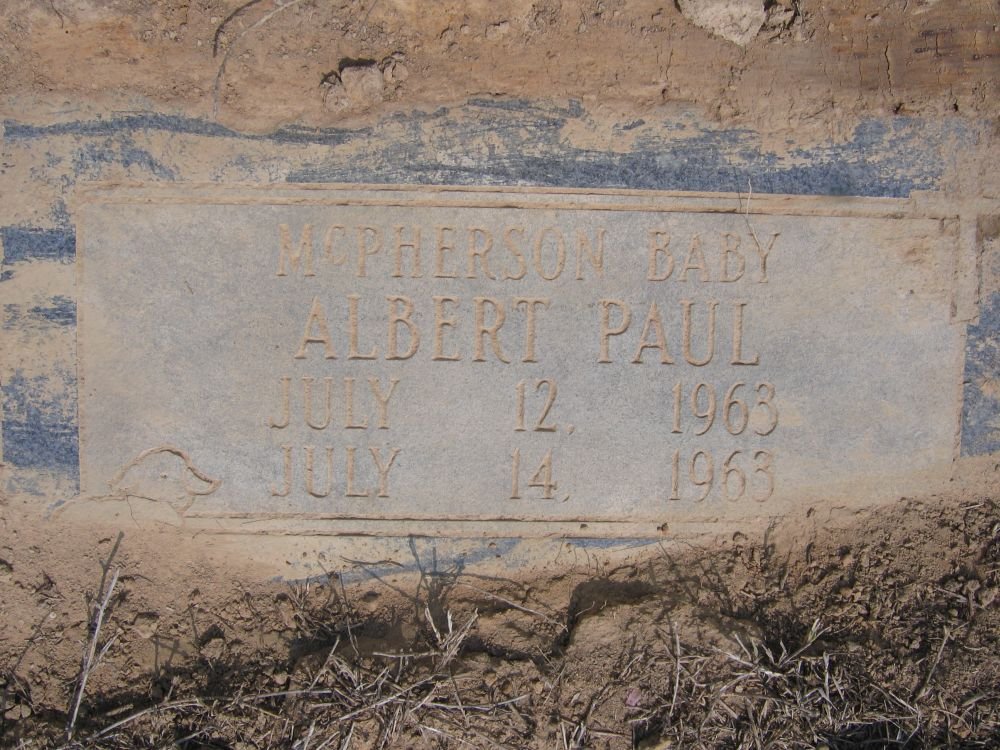 McPHERSON BABY
ALBERT PAUL
JULY 12, 1963
JULY 14, 1963